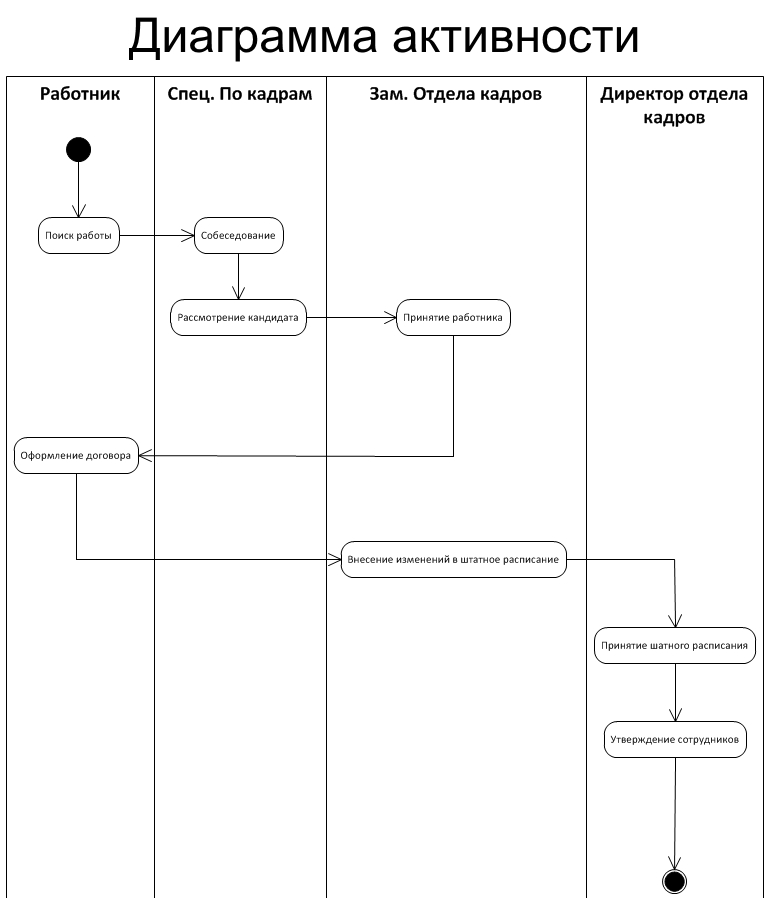 Диаграмма активности
Работник
Спец. По кадрам
Зам. Отдела кадров
Директор отдела
кадров
Поиск работы
Собеседование
Рассмотрение кандидата
Принятие работника
Оформление договора
Внесение изменений в штатное расписание
Принятие шатного расписания
Утверждение сотрудников